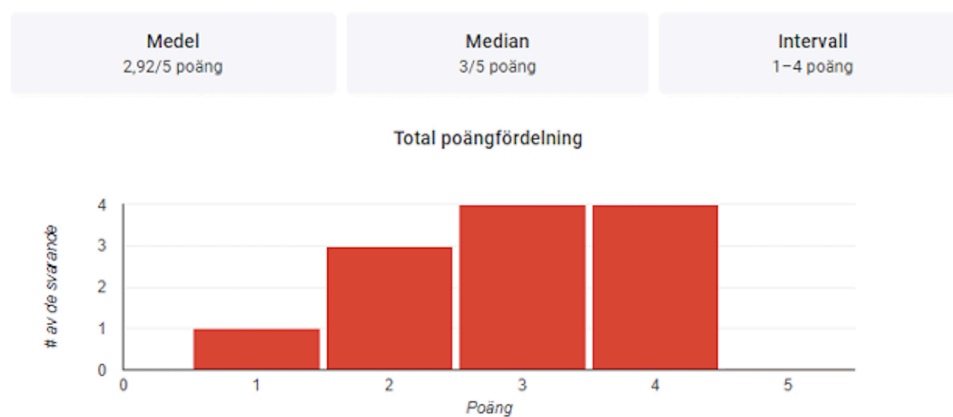 Medel
2,92/5 poäng
Median
3/5 poäng
Intervall
1–4 poäng
Total poängfördelning
# av de svarande
4
3
2
1
0
0 1 2 3 4 5
Poäng